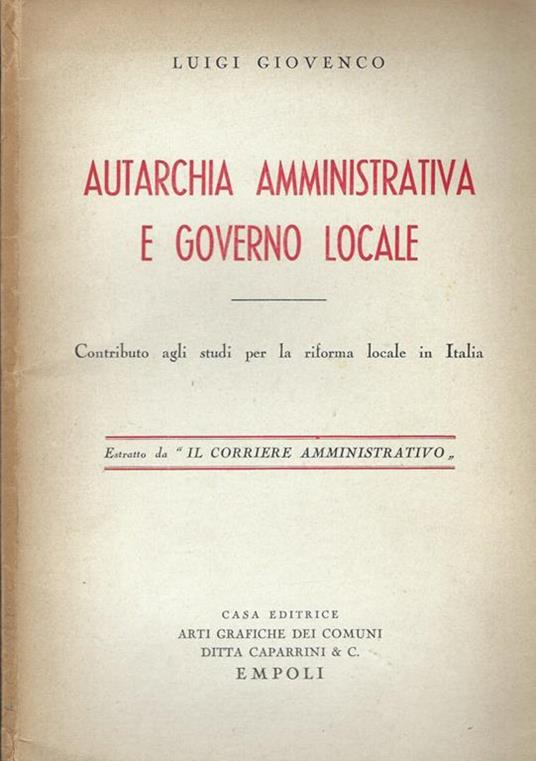 LUIGI GIOVENCO
AUTARCHIA AMMINISTRATIVA
E GOVERNO LOCALE
Contributo agli studi per la riforma locale in Italia
Estratto da “ IL CORRIERE AMMINISTRATIVO „
CASA EDITRICE
ARTI GRAFICHE DEI COMUNI
DITTA CAPARRINI & C.
EMPOLI